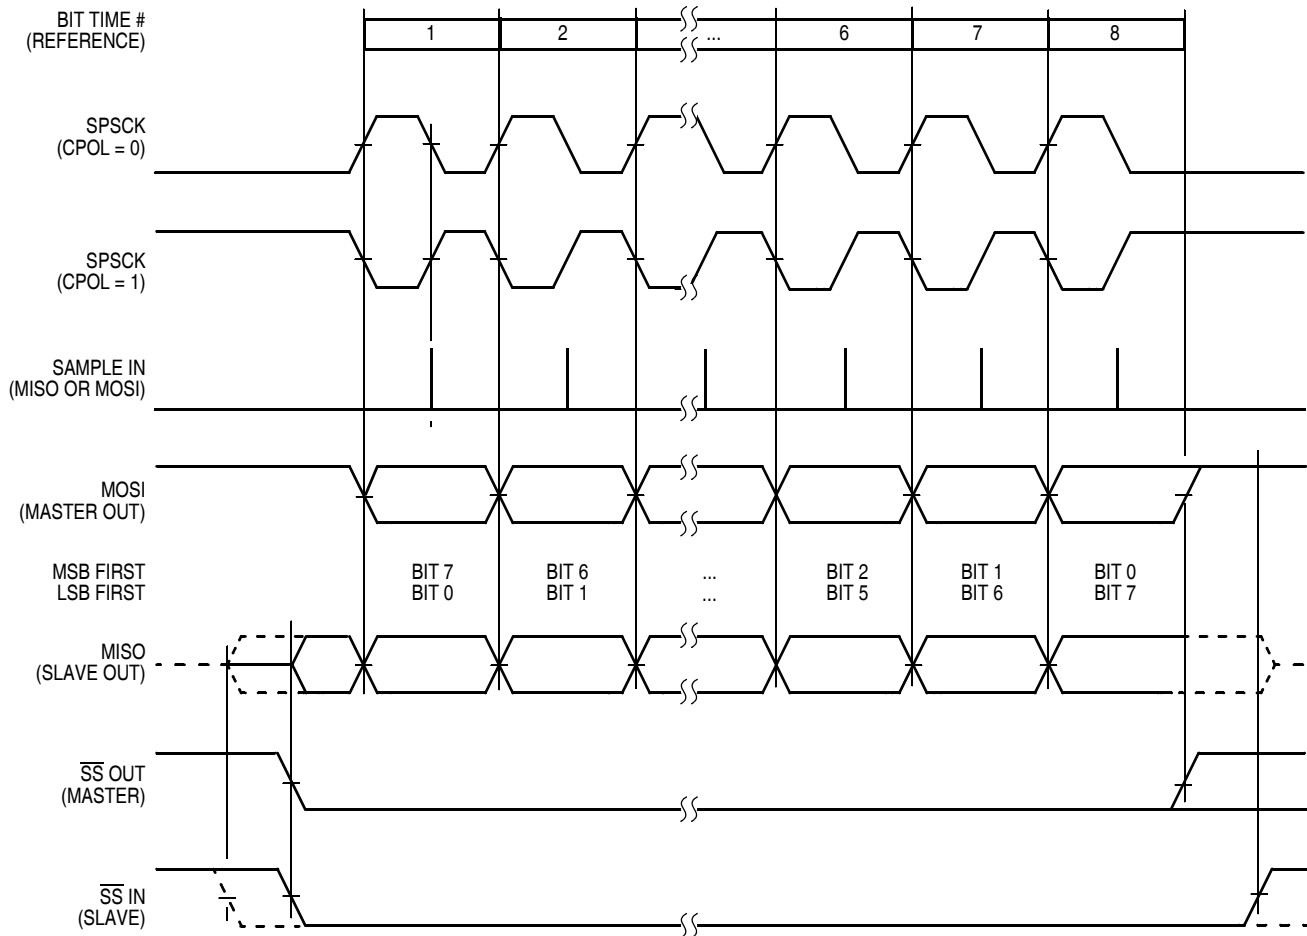 BIT TIME #
(REFERENCE)
1 2 ... 6 7 8
SPSCK
(CPOL = 0)
SPSCK
(CPOL = 1)
SAMPLE IN
(MISO OR MOSI)
MOSI
(MASTER OUT)
MSB FIRST BIT 7 BIT 6 ... BIT 2 BIT 1 BIT 0
LSB FIRST BIT 0 BIT 1 ... BIT 5 BIT 6 BIT 7
MISO
(SLAVE OUT)
S̅S̅ OUT
(MASTER)
S̅S̅ IN
(SLAVE)